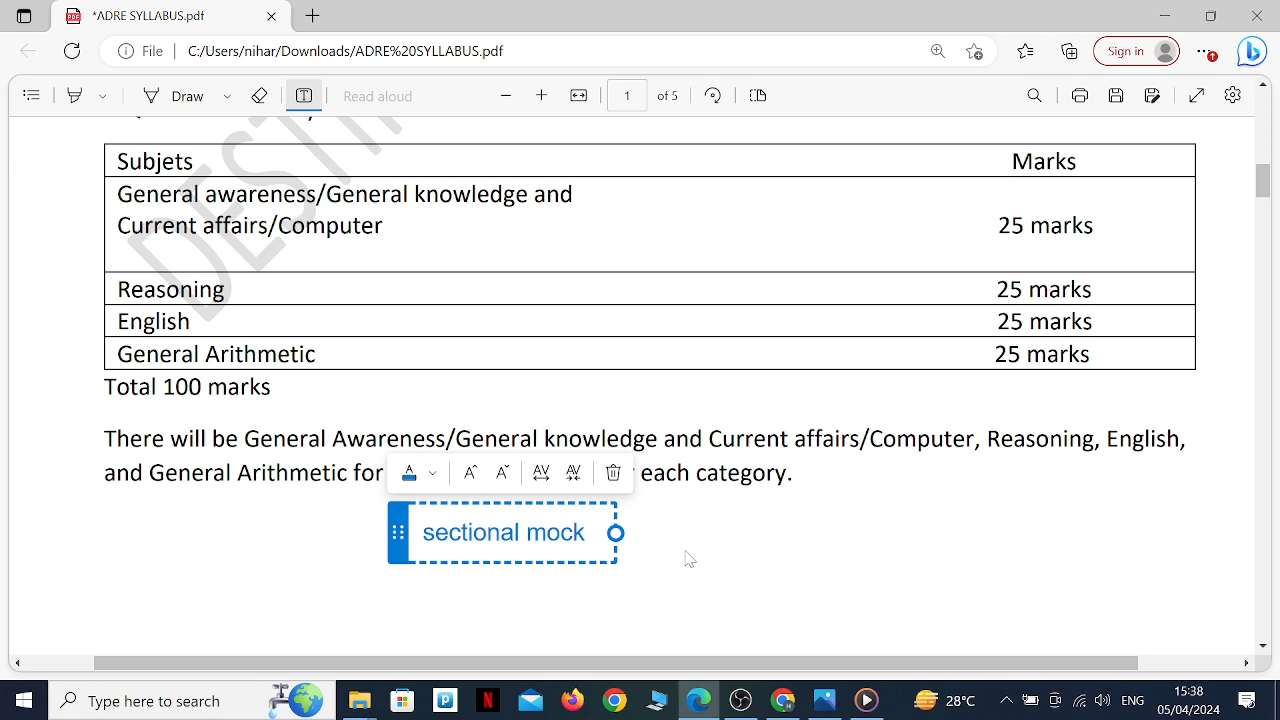 *ADRE SYLLABUS.pdf
File
C:/Users/nihar/Downloads/ADRE%20SYLLABUS.pdf
Sign in
Draw
Read aloud
1 of 5
DESTI
Subjets Marks
General awareness/General knowledge and
Current affairs/Computer 25 marks
Reasoning 25 marks
English 25 marks
General Arithmetic 25 marks
Total 100 marks
There will be General Awareness/General knowledge and Current affairs/Computer, Reasoning, English,
and General Arithmetic for each category.
sectional mock
Type here to search
28°C
ENG
15:38
05/04/2024